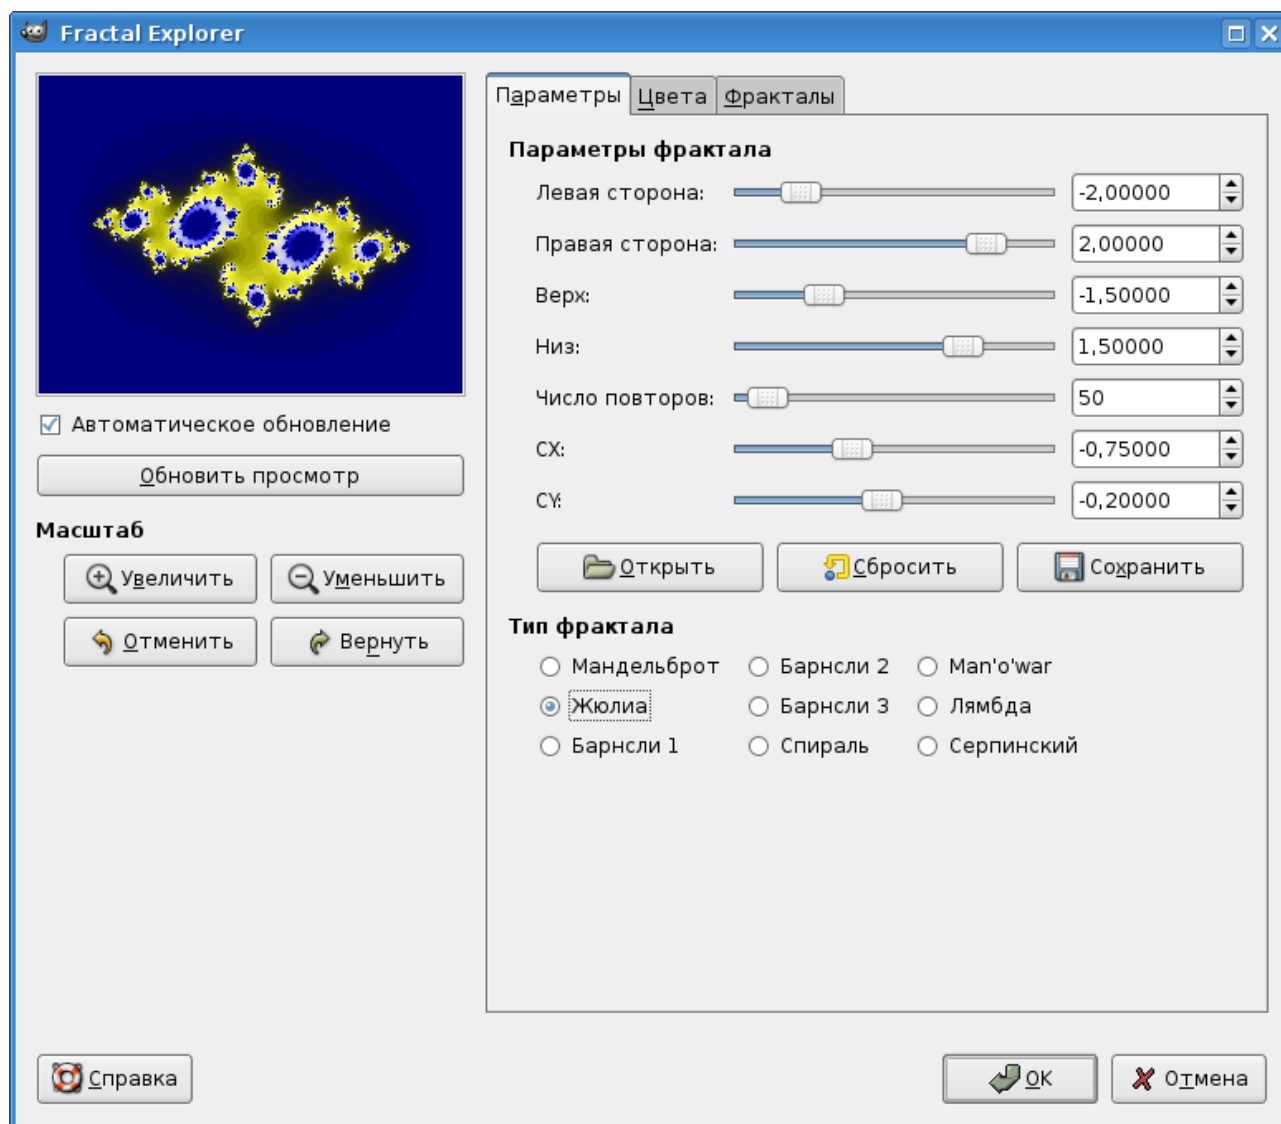 Fractal Explorer
Параметры Цвета Фракталы
Параметры фрактала
Левая сторона: -2,00000
Правая сторона: 2,00000
Верх: -1,50000
Низ: 1,50000
Число повторов: 50
CX: -0,75000
CY: -0,20000
Автоматическое обновление
Обновить просмотр
Масштаб
Увеличить Уменьшить
Отменить Вернуть
Открыть Сбросить Сохранить
Тип фрактала
Мандельброт Барнсли 2 Man'o'war
Жюлиа Барнсли 3 Лямбда
Барнсли 1 Спираль Серпинский
Справка OK Отмена